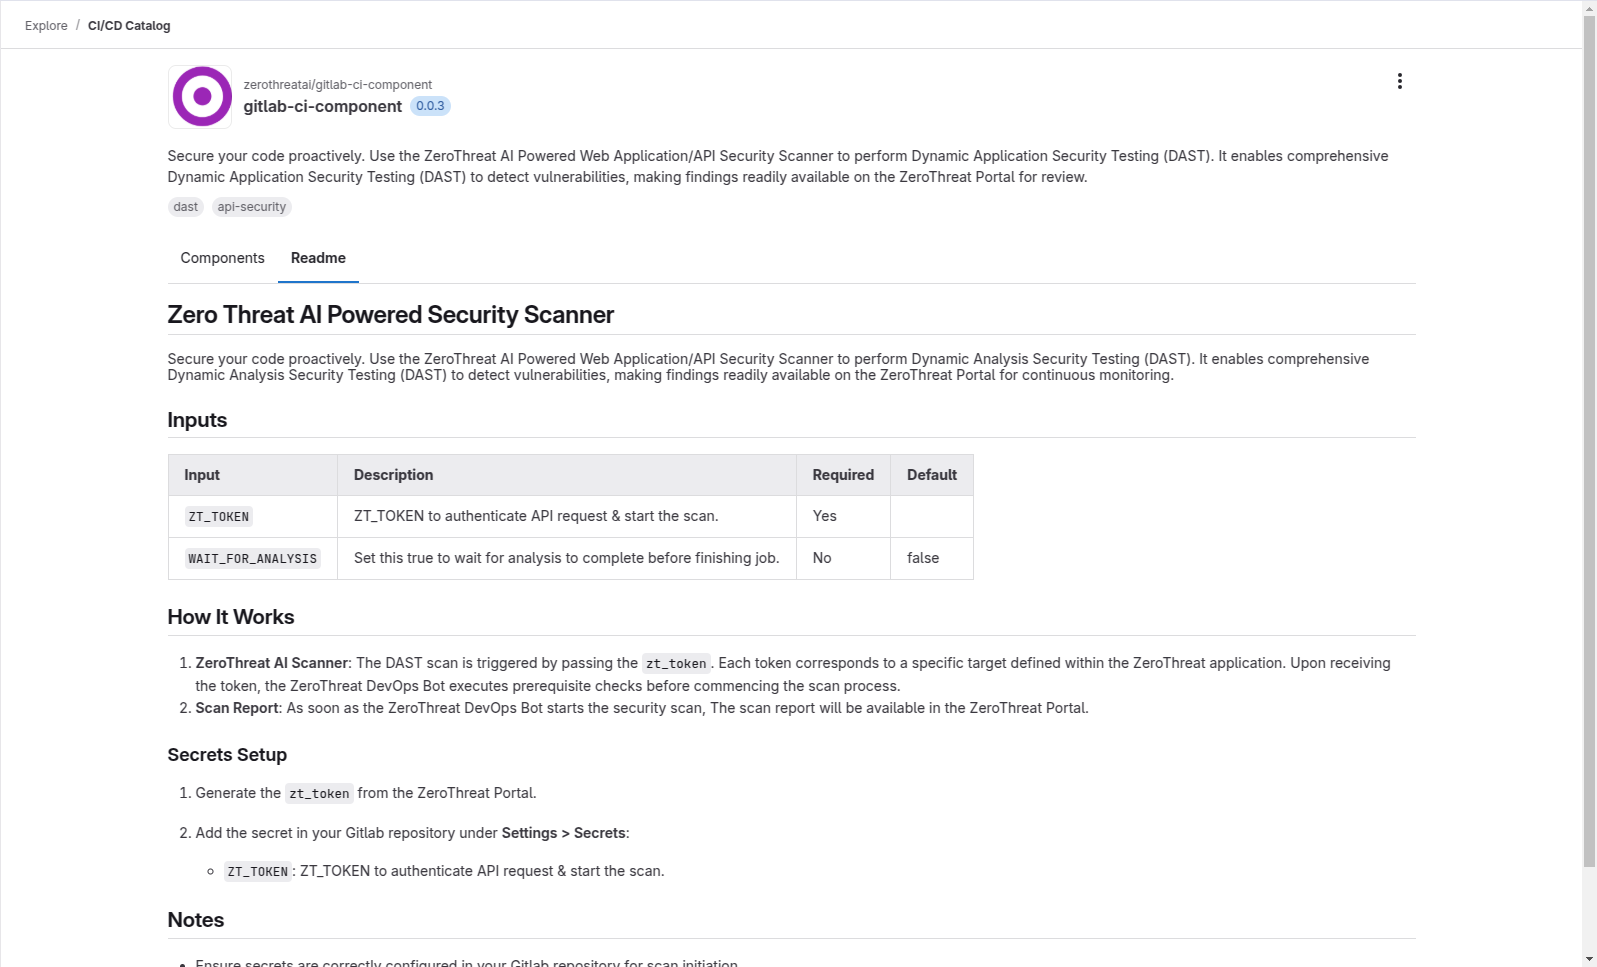 Explore / CI/CD Catalog
zerothreatai/gitlab-ci-component
gitlab-ci-component 0.0.3
Secure your code proactively. Use the ZeroThreat AI Powered Web Application/API Security Scanner to perform Dynamic Application Security Testing (DAST). It enables comprehensive
Dynamic Application Security Testing (DAST) to detect vulnerabilities, making findings readily available on the ZeroThreat Portal for review.
dast api-security
Components Readme
Zero Threat AI Powered Security Scanner
Secure your code proactively. Use the ZeroThreat AI Powered Web Application/API Security Scanner to perform Dynamic Analysis Security Testing (DAST). It enables comprehensive
Dynamic Analysis Security Testing (DAST) to detect vulnerabilities, making findings readily available on the ZeroThreat Portal for continuous monitoring.
Inputs
Input Description Required Default
ZT_TOKEN ZT_TOKEN to authenticate API request & start the scan. Yes
WAIT_FOR_ANALYSIS Set this true to wait for analysis to complete before finishing job. No false
How It Works
1. ZeroThreat AI Scanner: The DAST scan is triggered by passing the zt_token. Each token corresponds to a specific target defined within the ZeroThreat application. Upon receiving
the token, the ZeroThreat DevOps Bot executes prerequisite checks before commencing the scan process.
2. Scan Report: As soon as the ZeroThreat DevOps Bot starts the security scan, The scan report will be available in the ZeroThreat Portal.
Secrets Setup
1. Generate the zt_token from the ZeroThreat Portal.
2. Add the secret in your Gitlab repository under Settings > Secrets:
ZT_TOKEN: ZT_TOKEN to authenticate API request & start the scan.
Notes
Ensure secrets are correctly configured in your Gitlab repository for scan initiation